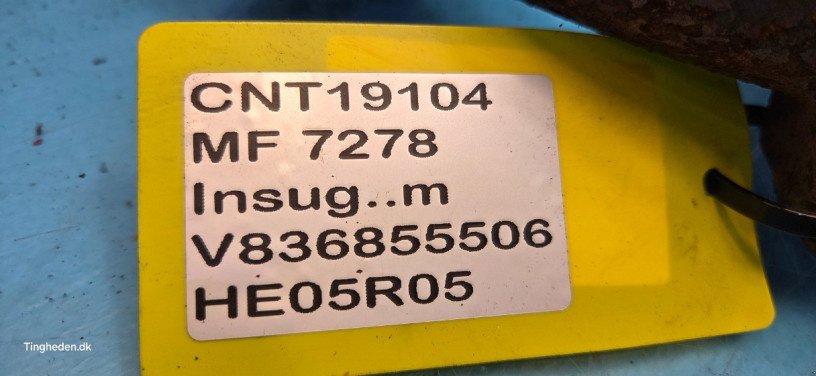 CNT19104
MF 7278
Insug..m
V836855506
HE05R05
Tingheden.dk